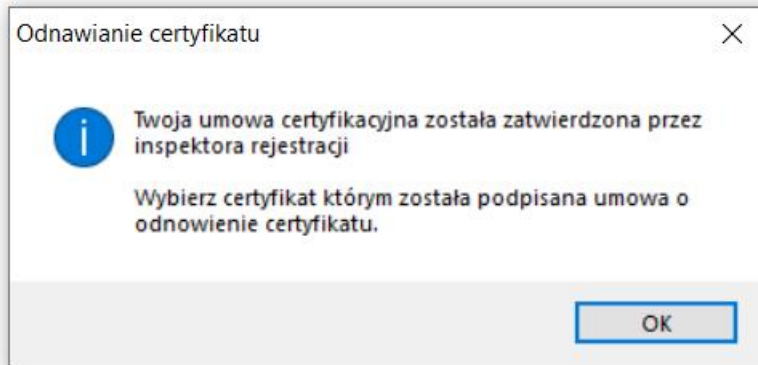 Odnawianie certyfikatu
Twoja umowa certyfikacyjna została zatwierdzona przez
inspektora rejestracji
Wybierz certyfikat którym została podpisana umowa o
odnowienie certyfikatu.
OK